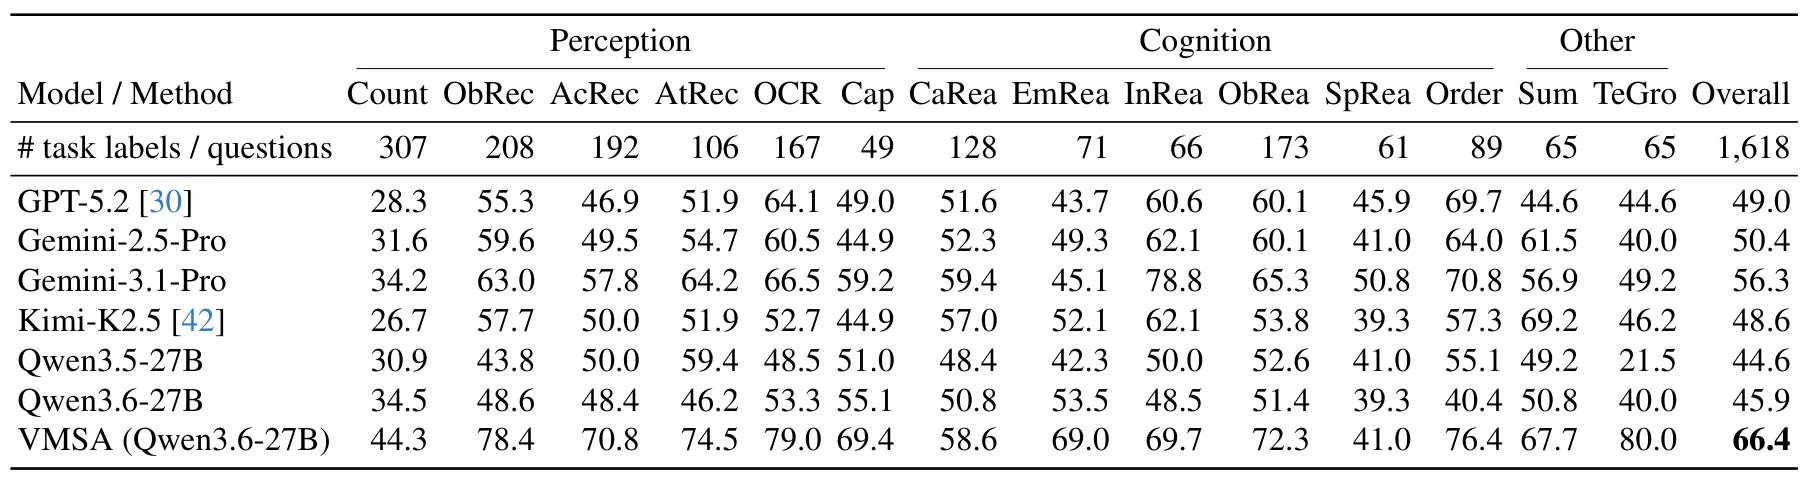 Perception Cognition Other
Model / Method Count ObRec AcRec AtRec OCR Cap CaRea EmRea InRea ObRea SpRea Order Sum TeGro Overall
# task labels / questions 307 208 192 106 167 49 128 71 66 173 61 89 65 65 1,618
GPT-5.2 [30] 28.3 55.3 46.9 51.9 64.1 49.0 51.6 43.7 60.6 60.1 45.9 69.7 44.6 44.6 49.0
Gemini-2.5-Pro 31.6 59.6 49.5 54.7 60.5 44.9 52.3 49.3 62.1 60.1 41.0 64.0 61.5 40.0 50.4
Gemini-3.1-Pro 34.2 63.0 57.8 64.2 66.5 59.2 59.4 45.1 78.8 65.3 50.8 70.8 56.9 49.2 56.3
Kimi-K2.5 [42] 26.7 57.7 50.0 51.9 52.7 44.9 57.0 52.1 62.1 53.8 39.3 57.3 69.2 46.2 48.6
Qwen3.5-27B 30.9 43.8 50.0 59.4 48.5 51.0 48.4 42.3 50.0 52.6 41.0 55.1 49.2 21.5 44.6
Qwen3.6-27B 34.5 48.6 48.4 46.2 53.3 55.1 50.8 53.5 48.5 51.4 39.3 40.4 50.8 40.0 45.9
VMSA (Qwen3.6-27B) 44.3 78.4 70.8 74.5 79.0 69.4 58.6 69.0 69.7 72.3 41.0 76.4 67.7 80.0 66.4